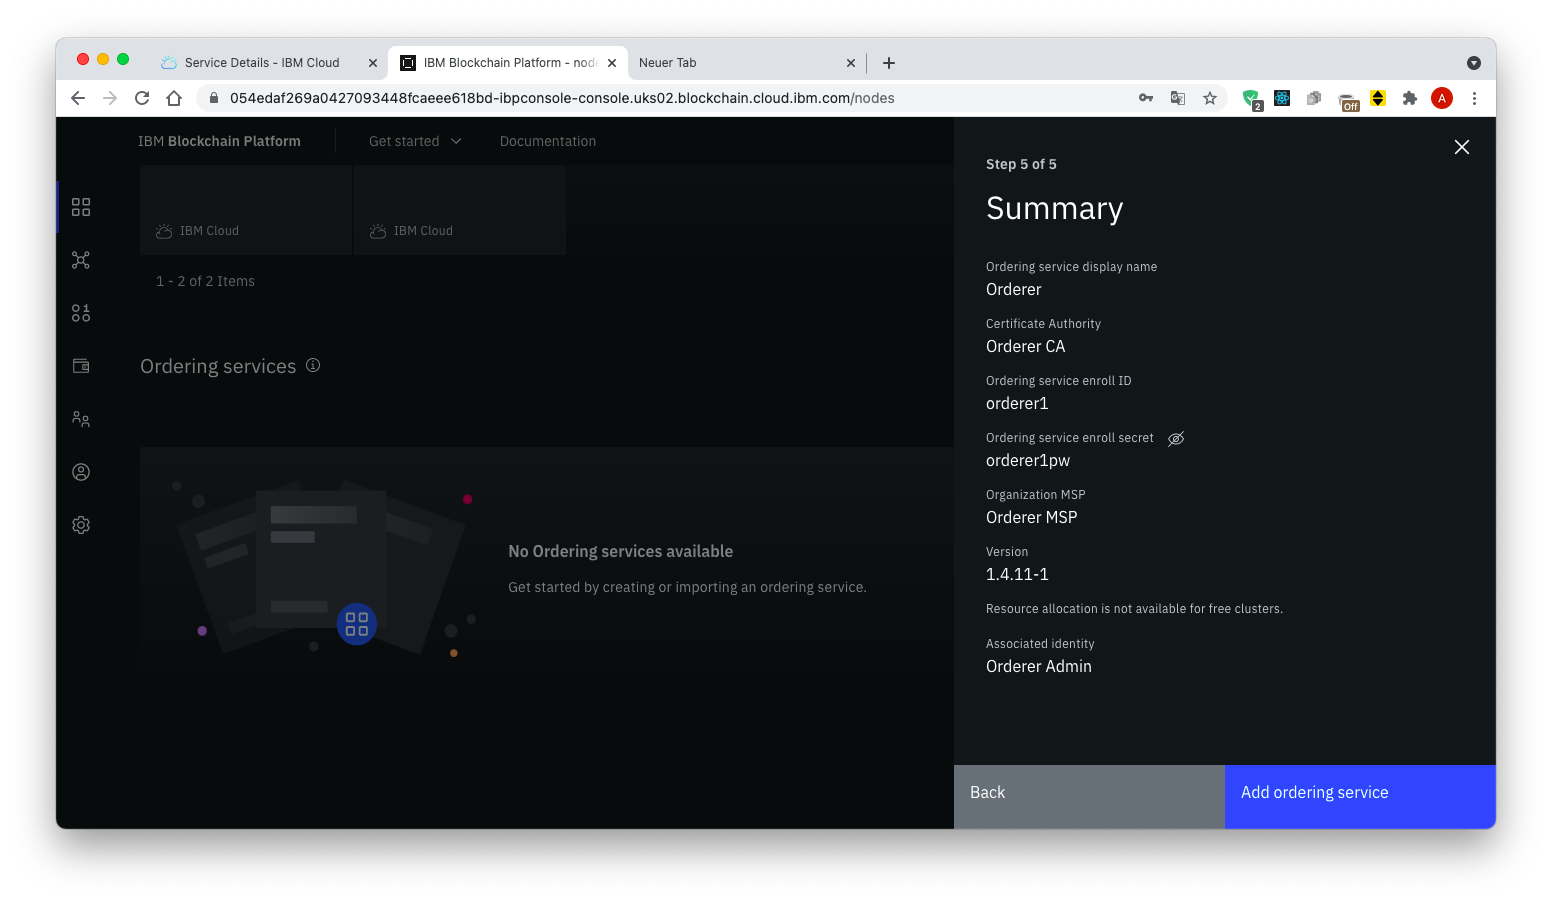 Service Details - IBM Cloud
IBM Blockchain Platform - node
Neuer Tab
054edaf269a0427093448fcaeee618bd-ibpconsole-console.uks02.blockchain.cloud.ibm.com/nodes
2
Off
A
IBM Blockchain Platform
Get started
Documentation
IBM Cloud
IBM Cloud
1 - 2 of 2 Items
Ordering services
No Ordering services available
Get started by creating or importing an ordering service.
Step 5 of 5
Summary
Ordering service display name
Orderer
Certificate Authority
Orderer CA
Ordering service enroll ID
orderer1
Ordering service enroll secret
orderer1pw
Organization MSP
Orderer MSP
Version
1.4.11-1
Resource allocation is not available for free clusters.
Associated identity
Orderer Admin
Back
Add ordering service